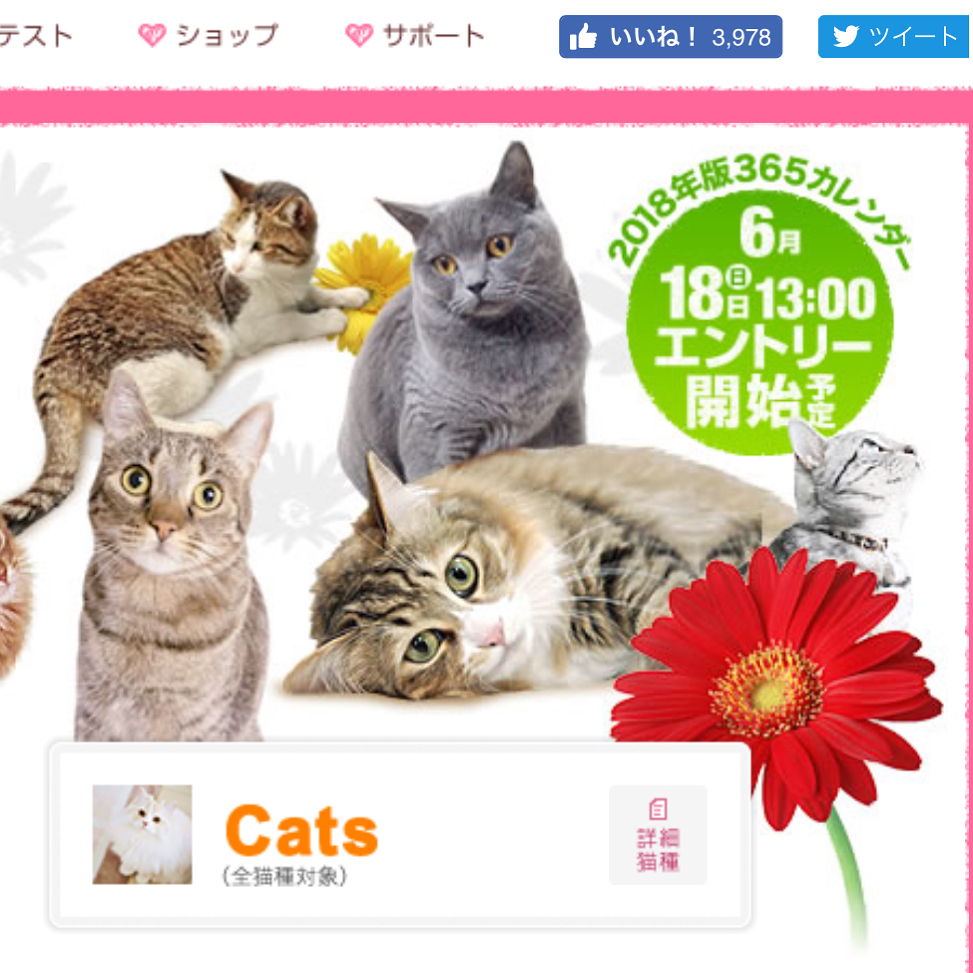 テスト
ショップ
サポート
いいね！ 3,978
ツイート
2018年版365カレンダー
6月
18日(日)13:00
エントリー
開始予定
Cats
(全猫種対象)
詳細
猫種